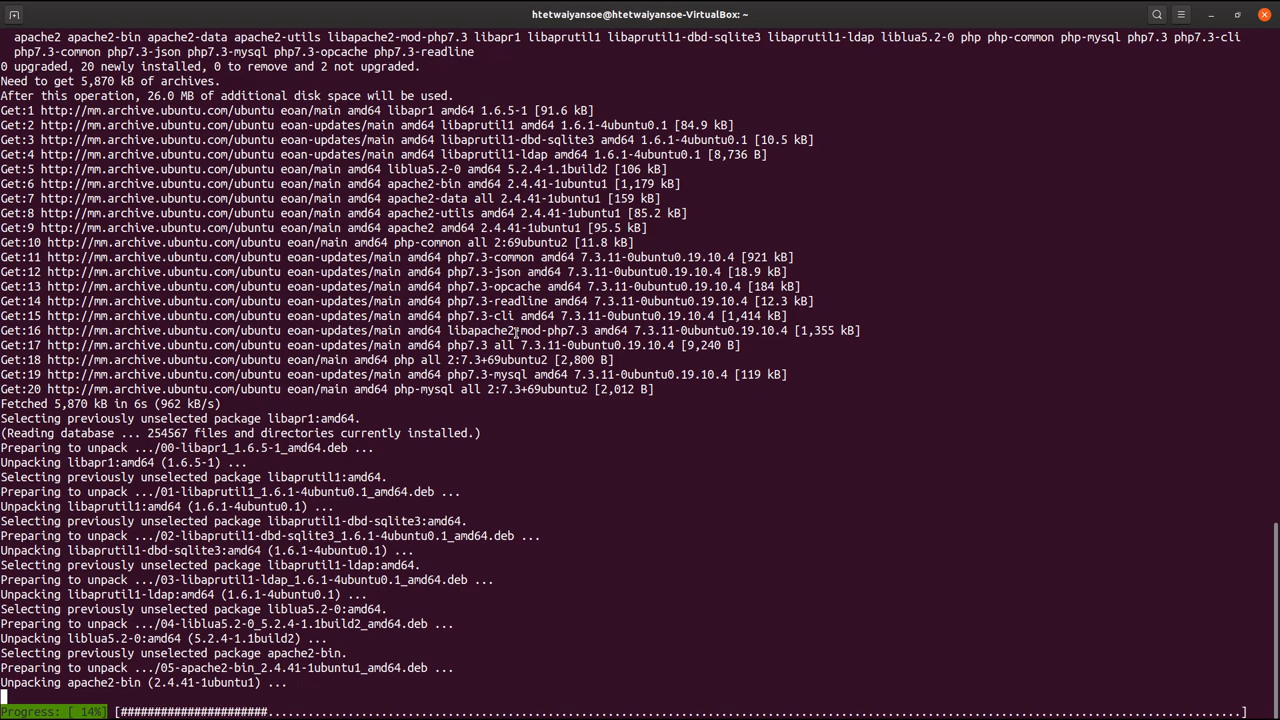 htetwaiyansoe@htetwaiyansoe-VirtualBox: ~
apache2 apache2-bin apache2-data apache2-utils libapache2-mod-php7.3 libapr1 libaprutil1 libaprutil1-dbd-sqlite3 libaprutil1-ldap liblua5.2-0 php php-common php-mysql php7.3 php7.3-cli
php7.3-common php7.3-json php7.3-mysql php7.3-opcache php7.3-readline
0 upgraded, 20 newly installed, 0 to remove and 2 not upgraded.
Need to get 5,870 kB of archives.
After this operation, 26.0 MB of additional disk space will be used.
Get:1 http://mm.archive.ubuntu.com/ubuntu eoan/main amd64 libapr1 amd64 1.6.5-1 [91.6 kB]
Get:2 http://mm.archive.ubuntu.com/ubuntu eoan-updates/main amd64 libaprutil1 amd64 1.6.1-4ubuntu0.1 [84.9 kB]
Get:3 http://mm.archive.ubuntu.com/ubuntu eoan-updates/main amd64 libaprutil1-dbd-sqlite3 amd64 1.6.1-4ubuntu0.1 [10.5 kB]
Get:4 http://mm.archive.ubuntu.com/ubuntu eoan-updates/main amd64 libaprutil1-ldap amd64 1.6.1-4ubuntu0.1 [8,736 B]
Get:5 http://mm.archive.ubuntu.com/ubuntu eoan/main amd64 liblua5.2-0 amd64 5.2.4-1.1build2 [106 kB]
Get:6 http://mm.archive.ubuntu.com/ubuntu eoan/main amd64 apache2-bin amd64 2.4.41-1ubuntu1 [1,179 kB]
Get:7 http://mm.archive.ubuntu.com/ubuntu eoan/main amd64 apache2-data all 2.4.41-1ubuntu1 [159 kB]
Get:8 http://mm.archive.ubuntu.com/ubuntu eoan/main amd64 apache2-utils amd64 2.4.41-1ubuntu1 [85.2 kB]
Get:9 http://mm.archive.ubuntu.com/ubuntu eoan/main amd64 apache2 amd64 2.4.41-1ubuntu1 [95.5 kB]
Get:10 http://mm.archive.ubuntu.com/ubuntu eoan/main amd64 php-common all 2:69ubuntu2 [11.8 kB]
Get:11 http://mm.archive.ubuntu.com/ubuntu eoan-updates/main amd64 php7.3-common amd64 7.3.11-0ubuntu0.19.10.4 [921 kB]
Get:12 http://mm.archive.ubuntu.com/ubuntu eoan-updates/main amd64 php7.3-json amd64 7.3.11-0ubuntu0.19.10.4 [18.9 kB]
Get:13 http://mm.archive.ubuntu.com/ubuntu eoan-updates/main amd64 php7.3-opcache amd64 7.3.11-0ubuntu0.19.10.4 [184 kB]
Get:14 http://mm.archive.ubuntu.com/ubuntu eoan-updates/main amd64 php7.3-readline amd64 7.3.11-0ubuntu0.19.10.4 [12.3 kB]
Get:15 http://mm.archive.ubuntu.com/ubuntu eoan-updates/main amd64 php7.3-cli amd64 7.3.11-0ubuntu0.19.10.4 [1,414 kB]
Get:16 http://mm.archive.ubuntu.com/ubuntu eoan-updates/main amd64 libapache2-mod-php7.3 amd64 7.3.11-0ubuntu0.19.10.4 [1,355 kB]
Get:17 http://mm.archive.ubuntu.com/ubuntu eoan-updates/main amd64 php7.3 all 7.3.11-0ubuntu0.19.10.4 [9,240 B]
Get:18 http://mm.archive.ubuntu.com/ubuntu eoan/main amd64 php all 2:7.3+69ubuntu2 [2,800 B]
Get:19 http://mm.archive.ubuntu.com/ubuntu eoan-updates/main amd64 php7.3-mysql amd64 7.3.11-0ubuntu0.19.10.4 [119 kB]
Get:20 http://mm.archive.ubuntu.com/ubuntu eoan/main amd64 php-mysql all 2:7.3+69ubuntu2 [2,012 B]
Fetched 5,870 kB in 6s (962 kB/s)
Selecting previously unselected package libapr1:amd64.
(Reading database ... 254567 files and directories currently installed.)
Preparing to unpack .../00-libapr1_1.6.5-1_amd64.deb ...
Unpacking libapr1:amd64 (1.6.5-1) ...
Selecting previously unselected package libaprutil1:amd64.
Preparing to unpack .../01-libaprutil1_1.6.1-4ubuntu0.1_amd64.deb ...
Unpacking libaprutil1:amd64 (1.6.1-4ubuntu0.1) ...
Selecting previously unselected package libaprutil1-dbd-sqlite3:amd64.
Preparing to unpack .../02-libaprutil1-dbd-sqlite3_1.6.1-4ubuntu0.1_amd64.deb ...
Unpacking libaprutil1-dbd-sqlite3:amd64 (1.6.1-4ubuntu0.1) ...
Selecting previously unselected package libaprutil1-ldap:amd64.
Preparing to unpack .../03-libaprutil1-ldap_1.6.1-4ubuntu0.1_amd64.deb ...
Unpacking libaprutil1-ldap:amd64 (1.6.1-4ubuntu0.1) ...
Selecting previously unselected package liblua5.2-0:amd64.
Preparing to unpack .../04-liblua5.2-0_5.2.4-1.1build2_amd64.deb ...
Unpacking liblua5.2-0:amd64 (5.2.4-1.1build2) ...
Selecting previously unselected package apache2-bin.
Preparing to unpack .../05-apache2-bin_2.4.41-1ubuntu1_amd64.deb ...
Unpacking apache2-bin (2.4.41-1ubuntu1) ...
Progress: [ 14%] [######################..................................................................................................................................................]